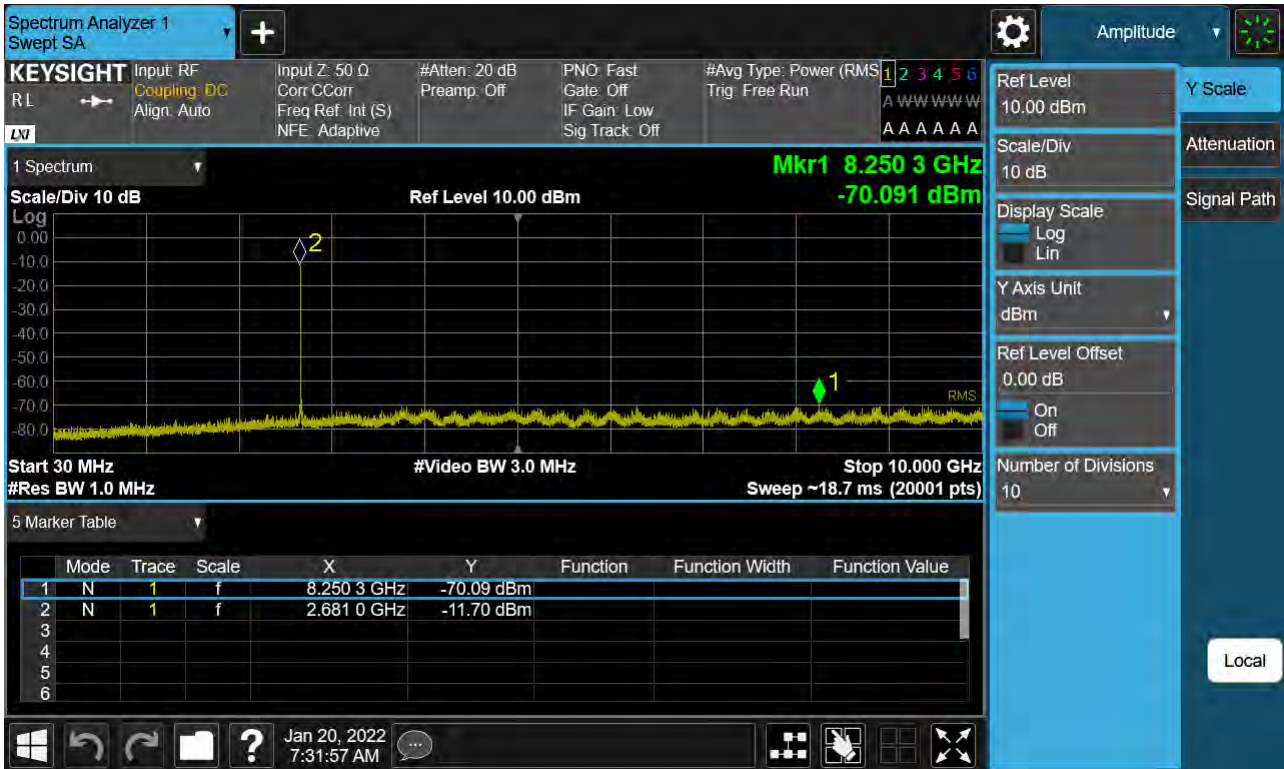 Spectrum Analyzer 1
Swept SA
+
Amplitude
KEYSIGHT
RL
LXI
Input: RF
Coupling: DC
Align: Auto
Input Z: 50 Ω
Corr CCorr
Freq Ref: Int (S)
NFE: Adaptive
#Atten: 20 dB
Preamp: Off
PNO: Fast
Gate: Off
IF Gain: Low
Sig Track: Off
#Avg Type: Power (RMS
Trig: Free Run
1 2 3 4 5 6
A W W W W W
A A A A A A
1 Spectrum
Mkr1 8.250 3 GHz
Scale/Div 10 dB
Ref Level 10.00 dBm
-70.091 dBm
Log
0.00
-10.0
-20.0
-30.0
-40.0
-50.0
-60.0
-70.0
-80.0
2
1
RMS
Start 30 MHz
#Video BW 3.0 MHz
Stop 10.000 GHz
#Res BW 1.0 MHz
Sweep ~18.7 ms (20001 pts)
5 Marker Table
Mode Trace Scale X Y Function Function Width Function Value
1 N 1 f 8.250 3 GHz -70.09 dBm
2 N 1 f 2.681 0 GHz -11.70 dBm
3
4
5
6
Ref Level
10.00 dBm
Scale/Div
10 dB
Display Scale
Log
Lin
Y Axis Unit
dBm
Ref Level Offset
0.00 dB
On
Off
Number of Divisions
10
Y Scale
Attenuation
Signal Path
Local
?
Jan 20, 2022
7:31:57 AM